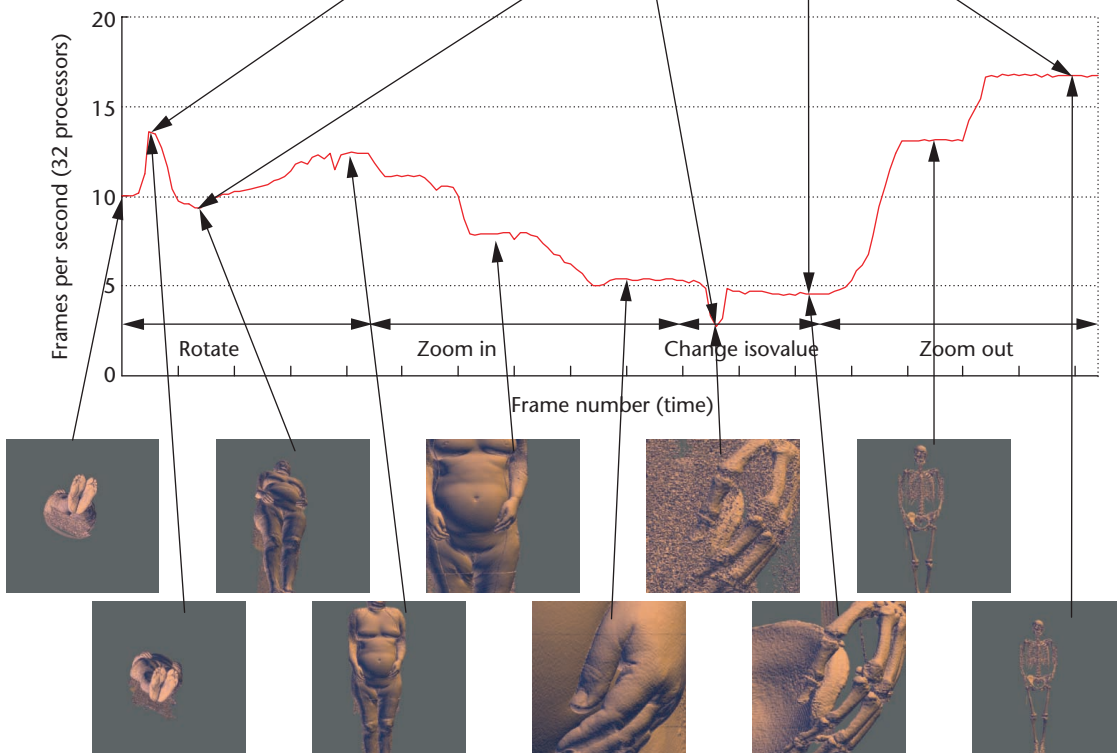 20
15
10
5
0
Frames per second (32 processors)
Rotate
Zoom in
Change isovalue
Zoom out
Frame number (time)